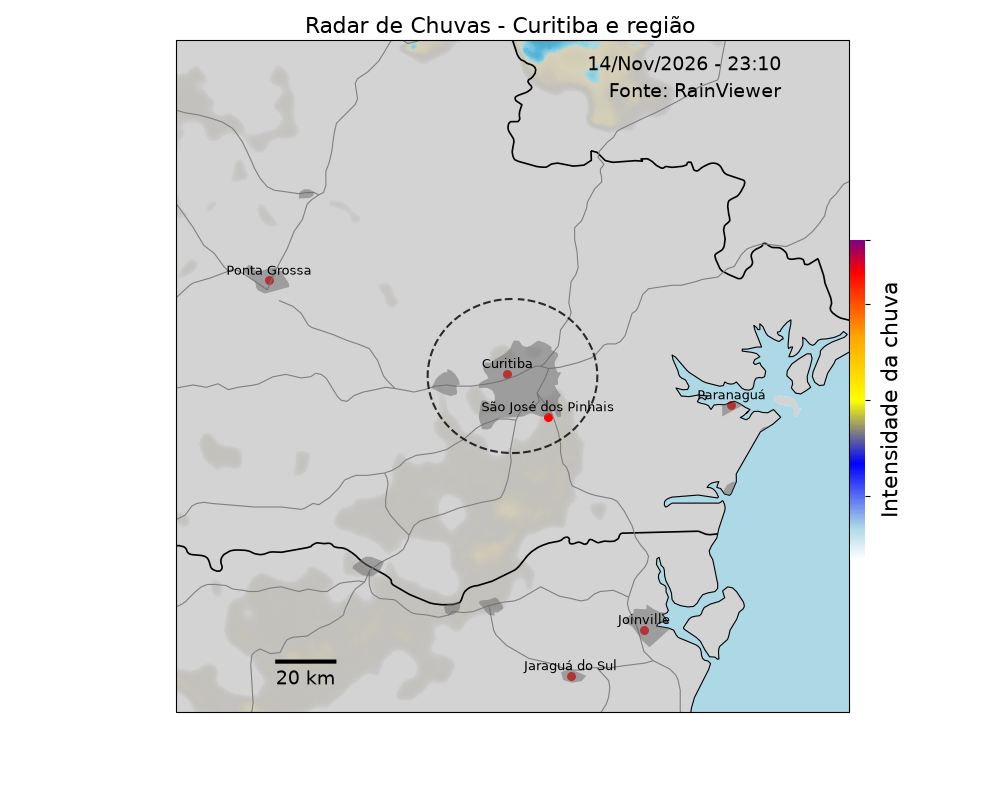 Radar de Chuvas - Curitiba e região
14/Nov/2026 - 23:10
Fonte: RainViewer
Ponta Grossa
Curitiba
Paranaguá
São José dos Pinhais
Intensidade da chuva
Joinville
Jaraguá do Sul
20 km